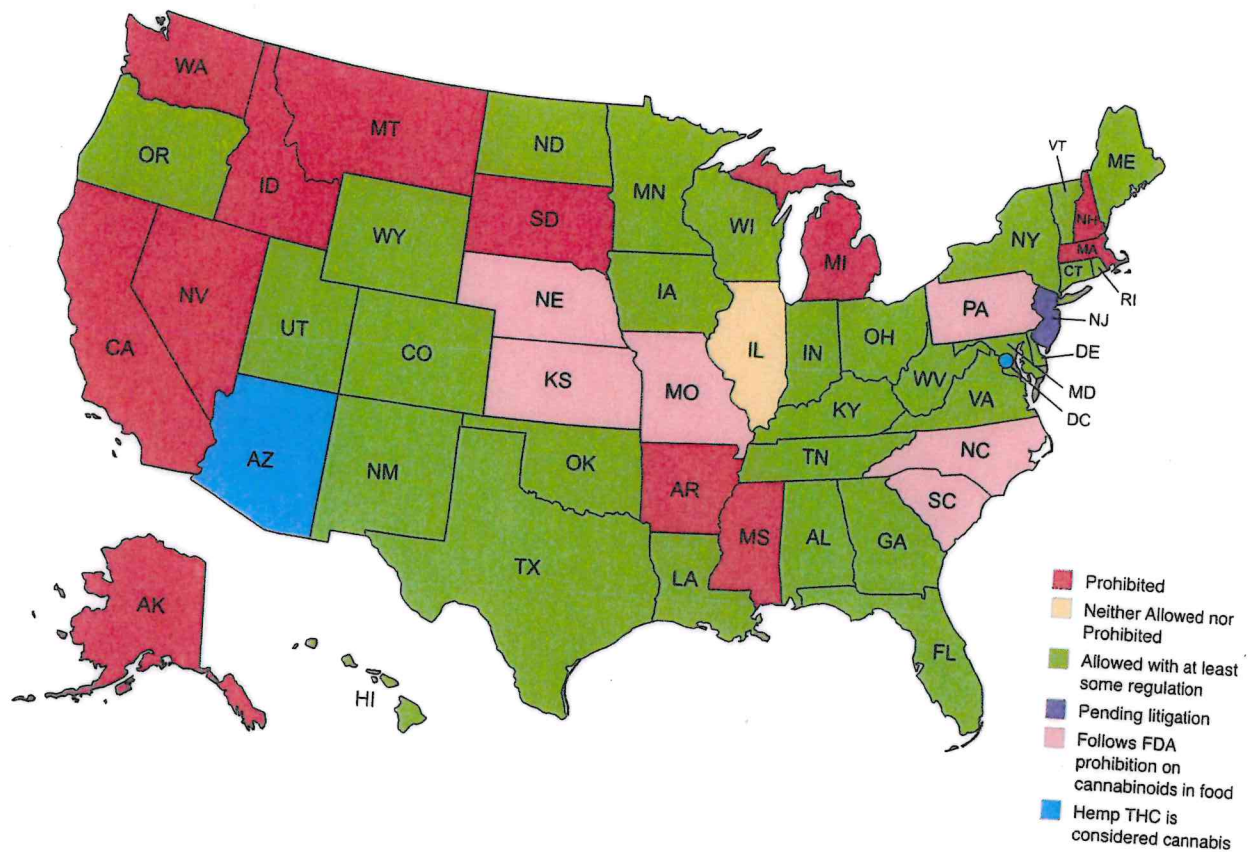 WA
MT
ND
MN
VT
ME
OR
ID
SD
WI
NH
WY
NY
MA
MI
CT
RI
NV
NE
IA
PA
NJ
UT
IL
IN
OH
CA
CO
DE
KS
MO
WV
MD
KY
VA
DC
AZ
NM
OK
TN
NC
AR
SC
MS
AL
GA
TX
LA
AK
FL
HI
Prohibited
Neither Allowed nor
Prohibited
Allowed with at least
some regulation
Pending litigation
Follows FDA
prohibition on
cannabinoids in food
Hemp THC is
considered cannabis